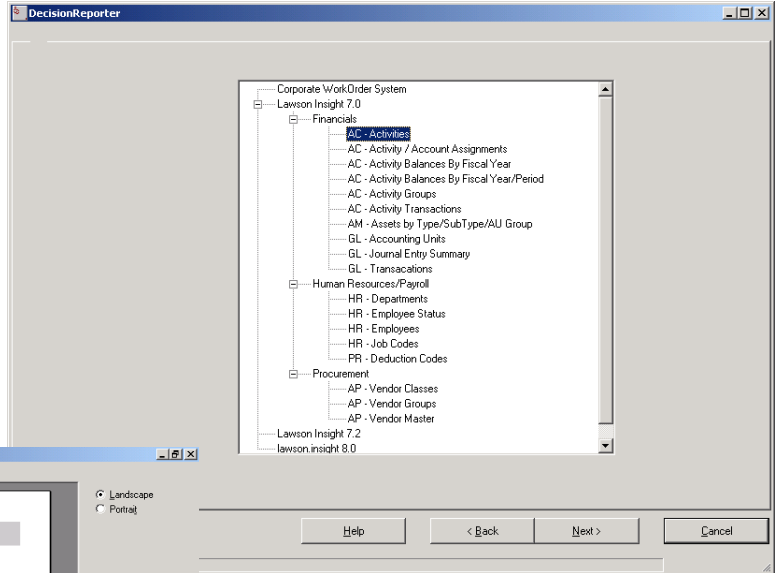 DecisionReporter
Corporate WorkOrder System
Lawson Insight 7.0
Financials
AC - Activities
AC - Activity / Account Assignments
AC - Activity Balances By Fiscal Year
AC - Activity Balances By Fiscal Year/Period
AC - Activity Groups
AC - Activity Transactions
AM - Assets by Type/SubType/AU Group
GL - Accounting Units
GL - Journal Entry Summary
GL - Transacations
Human Resources/Payroll
HR - Departments
HR - Employee Status
HR - Employees
HR - Job Codes
PR - Deduction Codes
Procurement
AP - Vendor Classes
AP - Vendor Groups
AP - Vendor Master
Lawson Insight 7.2
lawson.insight 8.0
Landscape
Portrait
Help
< Back
Next >
Cancel